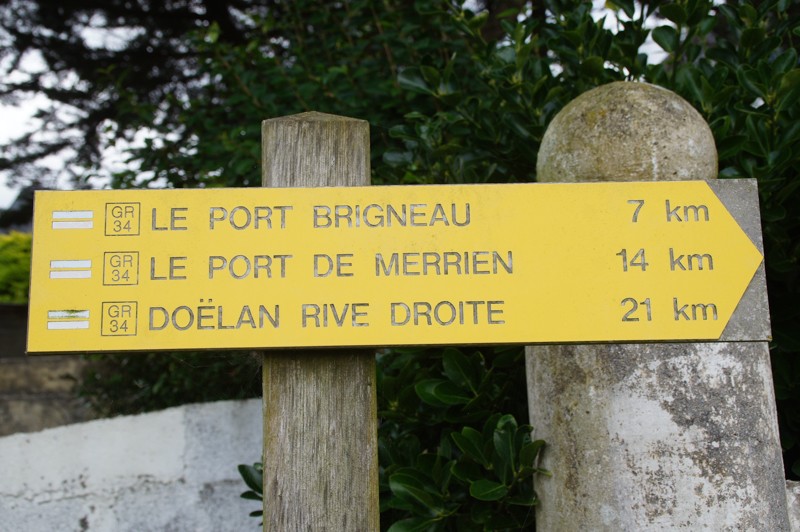 GR 34 LE PORT BRIGNEAU 7 km
GR 34 LE PORT DE MERRIEN 14 km
GR 34 DOËLAN RIVE DROITE 21 km